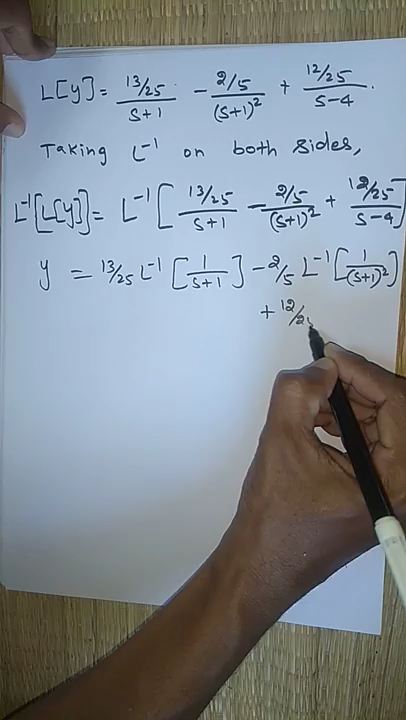 L[y] = 13/25 / s+1 - 2/5 / (s+1)² + 12/25 / s-4 .
Taking L⁻¹ on both sides,
L⁻¹[L[y]] = L⁻¹ [ 13/25 / s+1 - 2/5 / (s+1)² + 12/25 / s-4 ]
y = 13/25 L⁻¹ [ 1 / s+1 ] - 2/5 L⁻¹ [ 1 / (s+1)² ]
+ 12/2